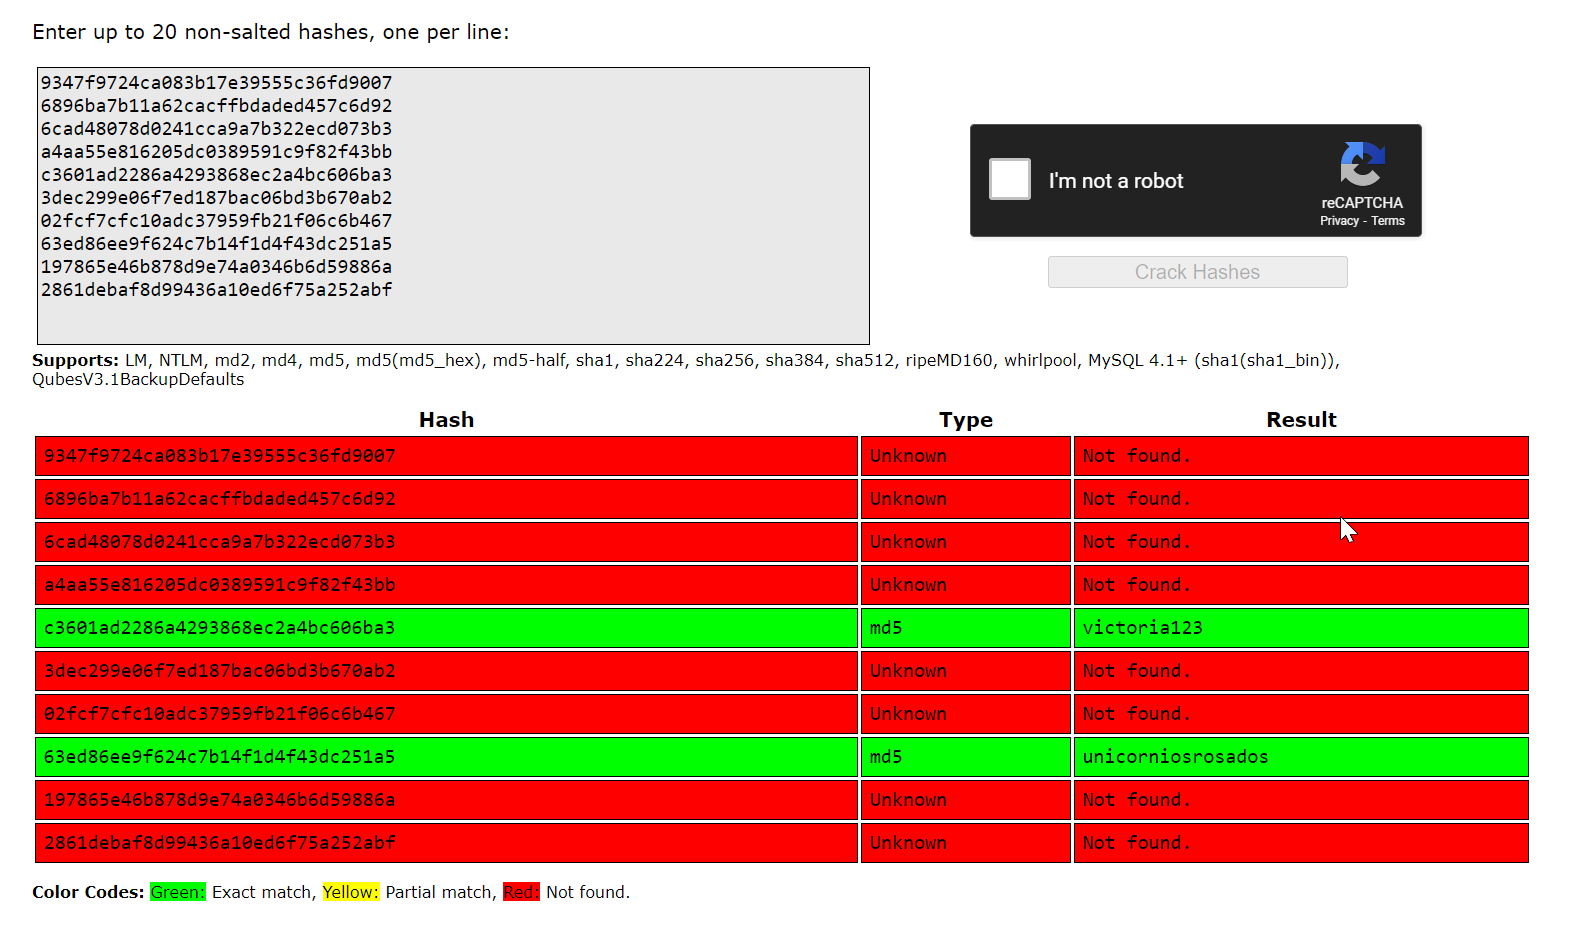 Enter up to 20 non-salted hashes, one per line:
9347f9724ca083b17e39555c36fd9007
6896ba7b11a62cacffbdaded457c6d92
6cad48078d0241cca9a7b322ecd073b3
a4aa55e816205dc0389591c9f82f43bb
c3601ad2286a4293868ec2a4bc606ba3
3dec299e06f7ed187bac06bd3b670ab2
02fcf7cfc10adc37959fb21f06c6b467
63ed86ee9f624c7b14f1d4f43dc251a5
197865e46b878d9e74a0346b6d59886a
2861debaf8d99436a10ed6f75a252abf
I'm not a robot
reCAPTCHA
Privacy - Terms
Crack Hashes
Supports: LM, NTLM, md2, md4, md5, md5(md5_hex), md5-half, sha1, sha224, sha256, sha384, sha512, ripeMD160, whirlpool, MySQL 4.1+ (sha1(sha1_bin)),
QubesV3.1BackupDefaults
Hash Type Result
9347f9724ca083b17e39555c36fd9007 Unknown Not found.
6896ba7b11a62cacffbdaded457c6d92 Unknown Not found.
6cad48078d0241cca9a7b322ecd073b3 Unknown Not found.
a4aa55e816205dc0389591c9f82f43bb Unknown Not found.
c3601ad2286a4293868ec2a4bc606ba3 md5 victoria123
3dec299e06f7ed187bac06bd3b670ab2 Unknown Not found.
02fcf7cfc10adc37959fb21f06c6b467 Unknown Not found.
63ed86ee9f624c7b14f1d4f43dc251a5 md5 unicorniosrosados
197865e46b878d9e74a0346b6d59886a Unknown Not found.
2861debaf8d99436a10ed6f75a252abf Unknown Not found.
Color Codes: Green: Exact match, Yellow: Partial match, Red: Not found.